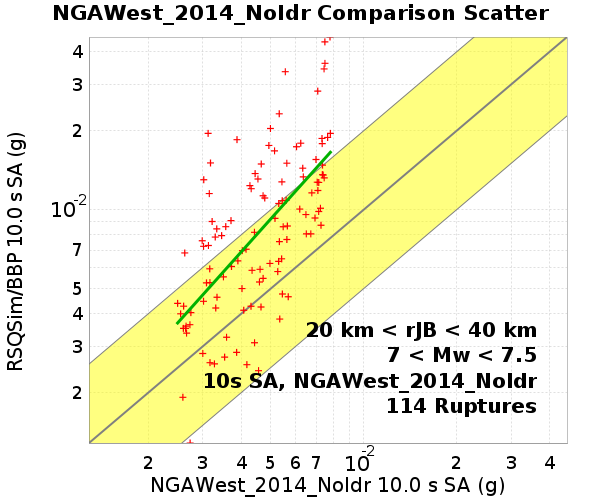 NGAWest_2014_NoIdr Comparison Scatter
RSQSim/BBP 10.0 s SA (g)
4
3
2
10-2
7
5
4
3
2
20 km < rJB < 40 km
7 < Mw < 7.5
10s SA, NGAWest_2014_NoIdr
114 Ruptures
2 3 4 5 6 7 10-2 2 3 4
NGAWest_2014_NoIdr 10.0 s SA (g)